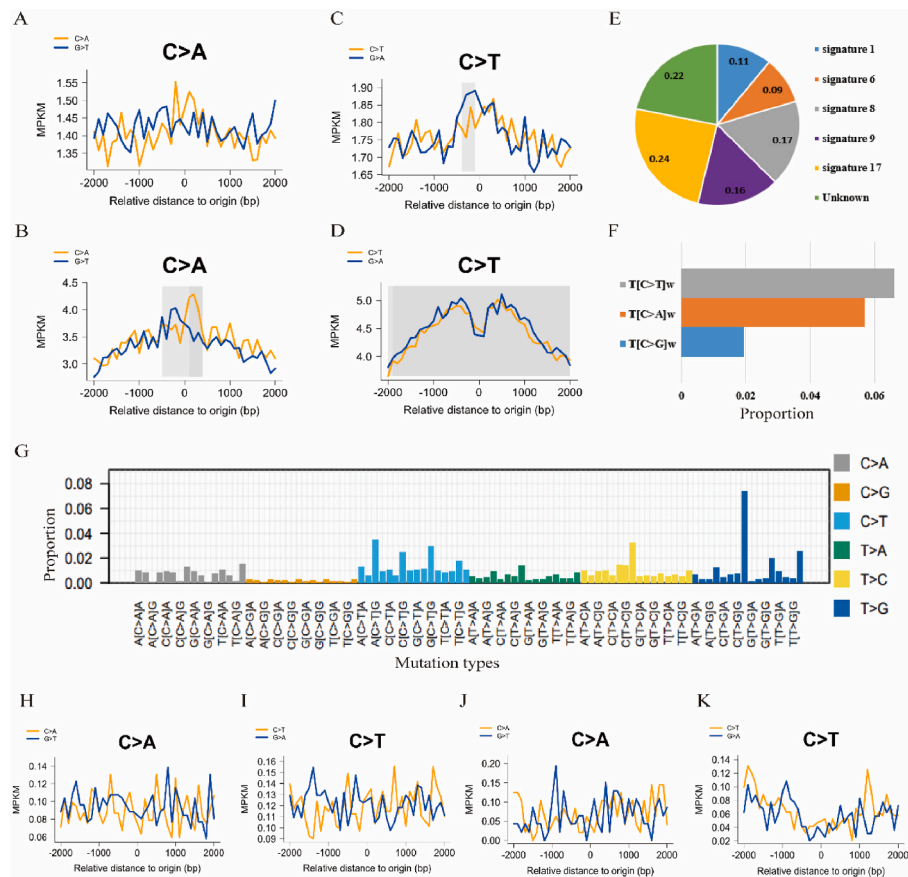 A
C>A
G>T
C>A
MPKM
1.55
1.50
1.45
1.40
1.35
-2000 -1000 0 1000 2000
Relative distance to origin (bp)
C
C>T
G>A
C>T
MPKM
1.90
1.85
1.80
1.75
1.70
1.65
-2000 -1000 0 1000 2000
Relative distance to origin (bp)
E
0.11
0.09
0.17
0.16
0.24
0.22
signature 1
signature 6
signature 8
signature 9
signature 17
Unknown
B
C>A
G>T
C>A
MPKM
4.5
4.0
3.5
3.0
-2000 -1000 0 1000 2000
Relative distance to origin (bp)
D
C>T
G>A
C>T
MPKM
5.0
4.0
-2000 -1000 0 1000 2000
Relative distance to origin (bp)
F
T[C>T]w
T[C>A]w
T[C>G]w
0 0.02 0.04 0.06
Proportion
G
Proportion
0.08
0.06
0.04
0.02
0.00
A[C>A]A
A[C>A]G
C[C>A]A
C[C>A]G
G[C>A]A
G[C>A]G
T[C>A]A
T[C>A]G
A[C>G]A
A[C>G]G
C[C>G]A
C[C>G]G
G[C>G]A
G[C>G]G
T[C>G]A
T[C>G]G
A[C>T]A
A[C>T]G
C[C>T]A
C[C>T]G
G[C>T]A
G[C>T]G
T[C>T]A
T[C>T]G
A[T>A]A
A[T>A]G
C[T>A]A
C[T>A]G
G[T>A]A
G[T>A]G
T[T>A]A
T[T>A]G
A[T>C]A
A[T>C]G
C[T>C]A
C[T>C]G
G[T>C]A
G[T>C]G
T[T>C]A
T[T>C]G
A[T>G]A
A[T>G]G
C[T>G]A
C[T>G]G
G[T>G]A
G[T>G]G
T[T>G]A
T[T>G]G
Mutation types
C>A
C>G
C>T
T>A
T>C
T>G
H
C>A
G>T
C>A
MPKM
0.14
0.12
0.10
0.08
0.06
-2000 -1000 0 1000 2000
Relative distance to origin (bp)
I
C>T
G>A
C>T
MPKM
0.16
0.15
0.14
0.13
0.12
0.11
0.10
0.09
-2000 -1000 0 1000 2000
Relative distance to origin (bp)
J
C>A
G>T
C>A
MPKM
0.20
0.15
0.10
0.05
0.00
-2000 -1000 0 1000 2000
Relative distance to origin (bp)
K
C>T
G>A
C>T
MPKM
0.14
0.12
0.10
0.08
0.06
0.04
0.02
-2000 -1000 0 1000 2000
Relative distance to origin (bp)